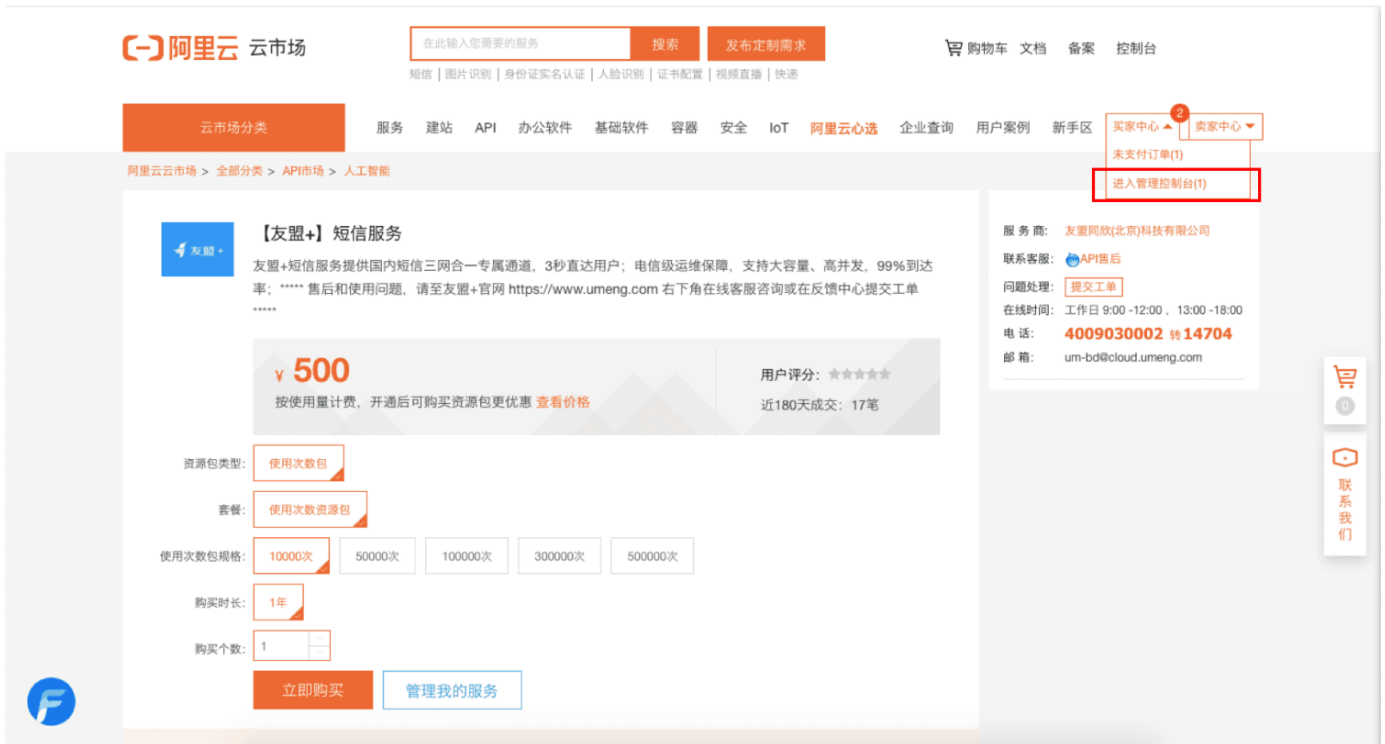 阿里云 云市场
在此输入您需要的服务 搜索 发布定制需求
购物车 文档 备案 控制台
短信 | 图片识别 | 身份证实名认证 | 人脸识别 | 证书配置 | 视频直播 | 快递
云市场分类 服务 建站 API 办公软件 基础软件 容器 安全 IoT 阿里云心选 企业查询 用户案例 新手区 买家中心 2 卖家中心
未支付订单(1)
进入管理控制台(1)
阿里云云市场 > 全部分类 > API市场 > 人工智能
友盟+
【友盟+】短信服务
友盟+短信服务提供国内短信三网合一专属通道，3秒直达用户；电信级运维保障，支持大容量、高并发，99%到达
率；***** 售后和使用问题，请至友盟+官网 https://www.umeng.com 右下角在线客服咨询或在反馈中心提交工单
*****
¥ 500
按使用量计费，开通后可购买资源包更优惠 查看价格
用户评分：
近180天成交：17笔
资源包类型: 使用次数包
套餐: 使用次数资源包
使用次数包规格: 10000次 50000次 100000次 300000次 500000次
购买时长: 1年
购买个数: 1
立即购买 管理我的服务
服 务 商: 友盟同欣(北京)科技有限公司
联系客服: API售后
问题处理: 提交工单
在线时间: 工作日 9:00 -12:00 ，13:00 -18:00
电 话: 4009030002 转 14704
邮 箱: um-bd@cloud.umeng.com
0
联
系
我
们